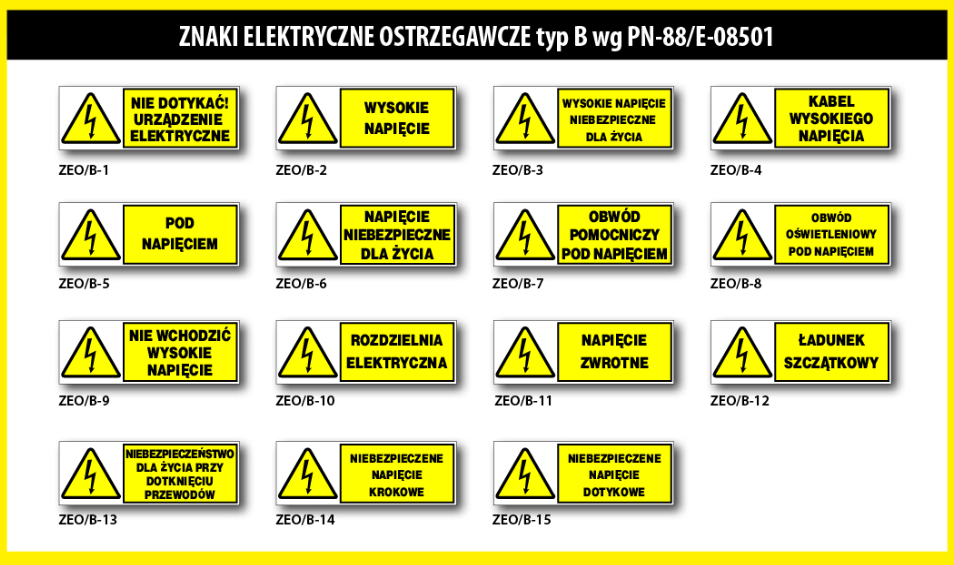 ZNAKI ELEKTRYCZNE OSTRZEGAWCZE typ B wg PN-88/E-08501
NIE DOTYKAĆ!
URZĄDZENIE
ELEKTRYCZNE
ZEO/B-1
WYSOKIE
NAPIĘCIE
ZEO/B-2
WYSOKIE NAPIĘCIE
NIEBEZPIECZNE
DLA ŻYCIA
ZEO/B-3
KABEL
WYSOKIEGO
NAPIĘCIA
ZEO/B-4
POD
NAPIĘCIEM
ZEO/B-5
NAPIĘCIE
NIEBEZPIECZNE
DLA ŻYCIA
ZEO/B-6
OBWÓD
POMOCNICZY
POD NAPIĘCIEM
ZEO/B-7
OBWÓD
OŚWIETLENIOWY
POD NAPIĘCIEM
ZEO/B-8
NIE WCHODZIĆ
WYSOKIE
NAPIĘCIE
ZEO/B-9
ROZDZIELNIA
ELEKTRYCZNA
ZEO/B-10
NAPIĘCIE
ZWROTNE
ZEO/B-11
ŁADUNEK
SZCZĄTKOWY
ZEO/B-12
NIEBEZPIECZEŃSTWO
DLA ŻYCIA PRZY
DOTKNIĘCIU
PRZEWODÓW
ZEO/B-13
NIEBEZPIECZENE
NAPIĘCIE
KROKOWE
ZEO/B-14
NIEBEZPIECZENE
NAPIĘCIE
DOTYKOWE
ZEO/B-15